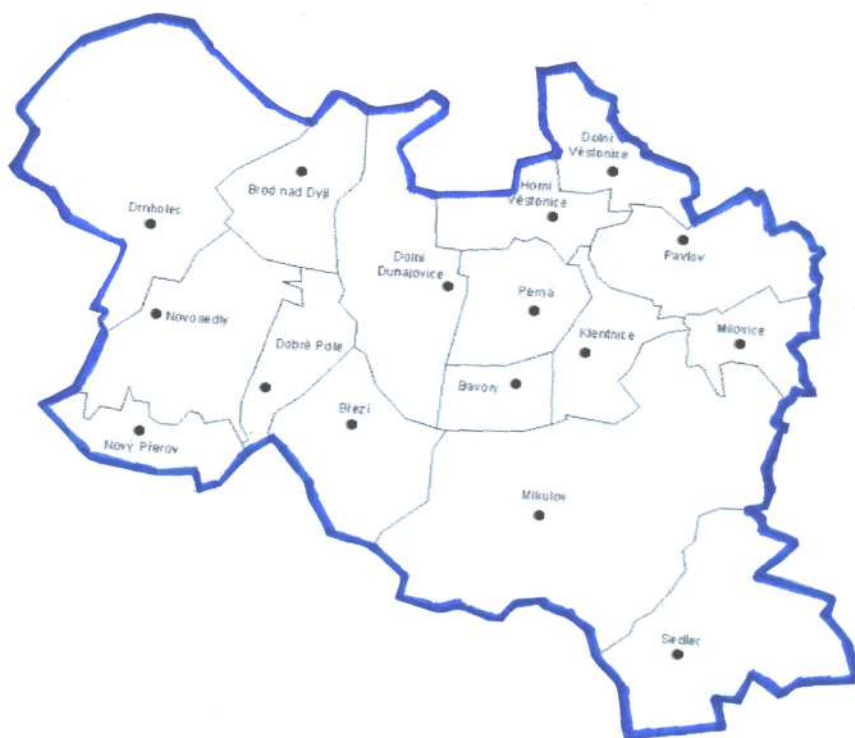 Dolní
Věstonice
Brod nad Dyjí
Horní
Věstonice
Drnholec
Dolní
Dunajovice
Pavlov
Perná
Novosedly
Milovice
Klentnice
Dobré Pole
Bavory
Březí
Nový Přerov
Mikulov
Sedlec